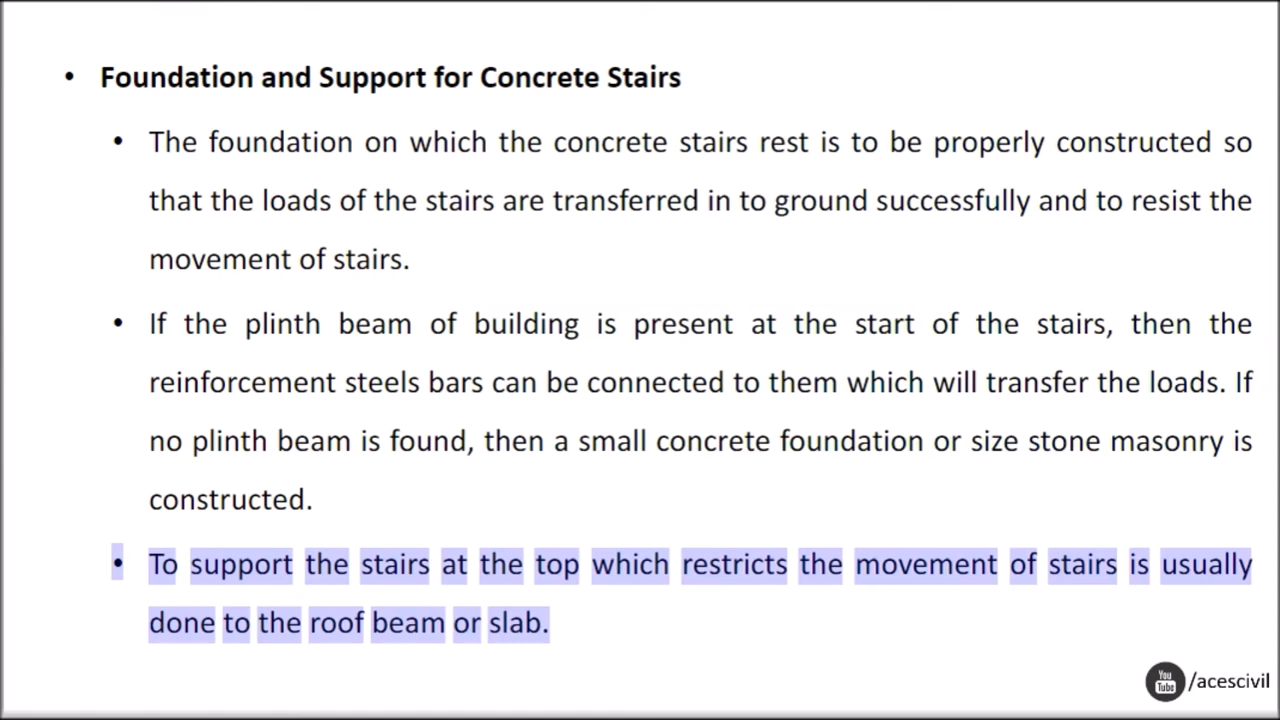 • Foundation and Support for Concrete Stairs
• The foundation on which the concrete stairs rest is to be properly constructed so
that the loads of the stairs are transferred in to ground successfully and to resist the
movement of stairs.
• If the plinth beam of building is present at the start of the stairs, then the
reinforcement steels bars can be connected to them which will transfer the loads. If
no plinth beam is found, then a small concrete foundation or size stone masonry is
constructed.
• To support the stairs at the top which restricts the movement of stairs is usually
done to the roof beam or slab.
You Tube /acescivil